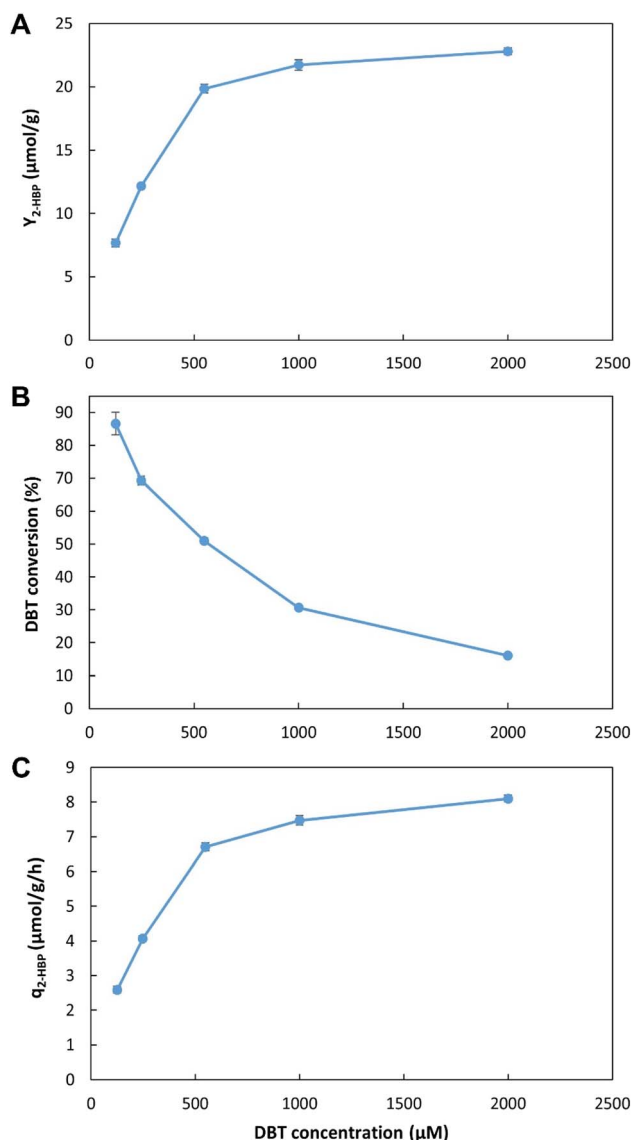 A
25
20
15
10
5
0
Y2-HBP (µmol/g)
0 500 1000 1500 2000 2500
B
90
80
70
60
50
40
30
20
10
0
DBT conversion (%)
0 500 1000 1500 2000 2500
C
9
8
7
6
5
4
3
2
1
0
q2-HBP (µmol/g/h)
0 500 1000 1500 2000 2500
DBT concentration (µM)